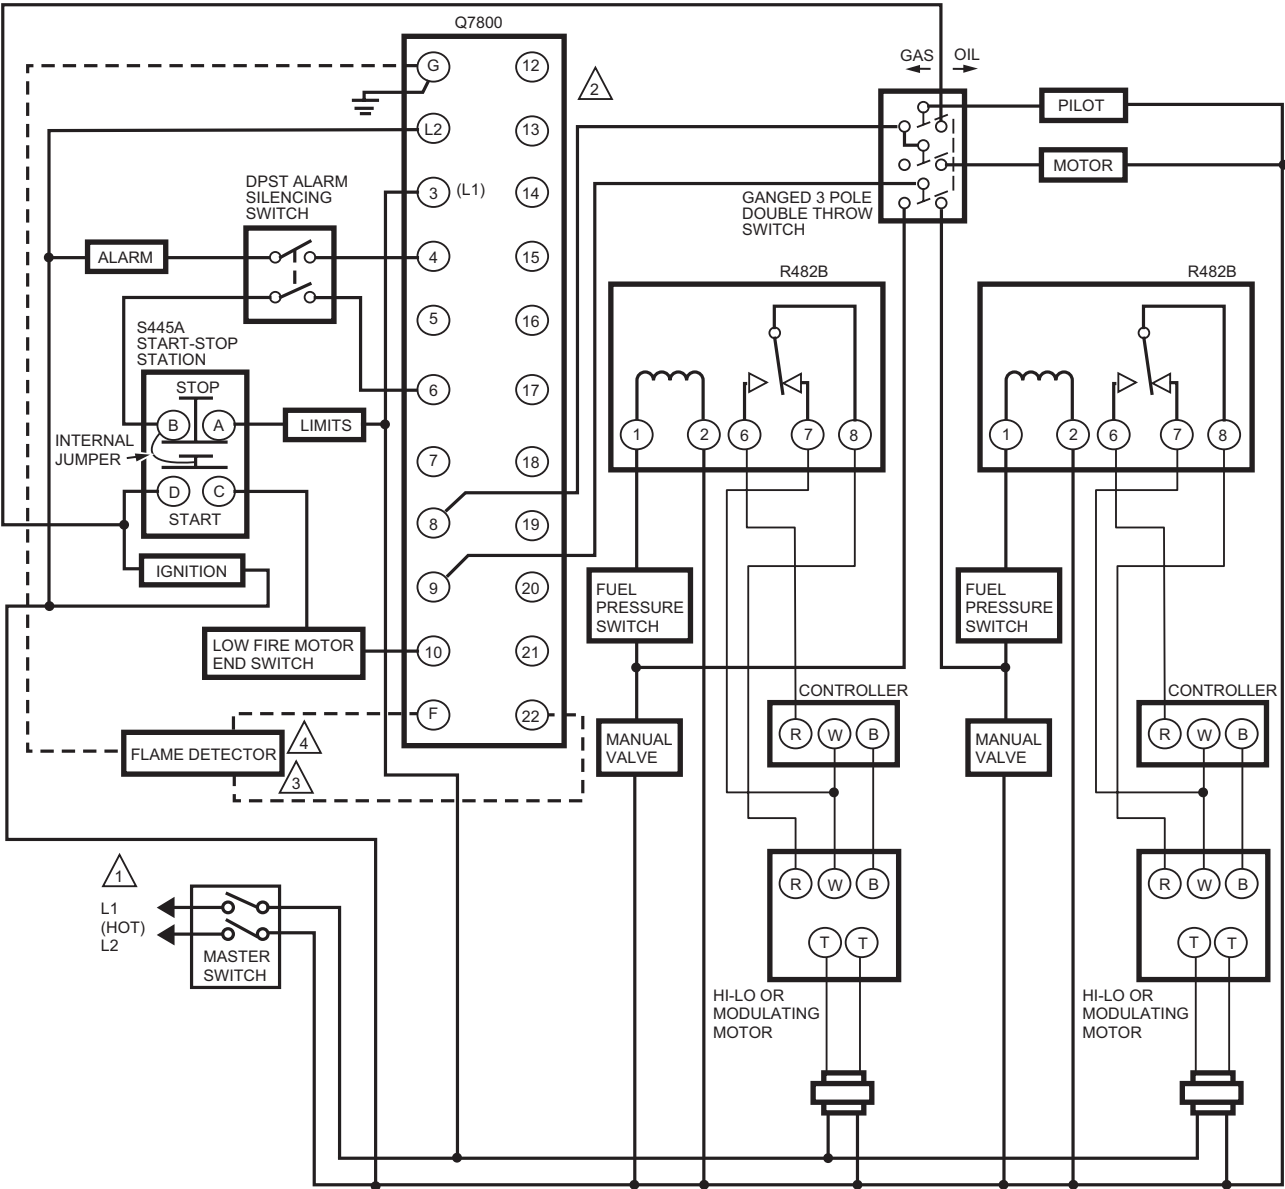 Q7800
G
12
2
L2
13
3
(L1)
14
4
15
5
16
6
17
7
18
8
19
9
20
10
21
F
22
DPST ALARM
SILENCING
SWITCH
ALARM
S445A
START-STOP
STATION
STOP
B
A
LIMITS
INTERNAL
JUMPER
D
C
START
IGNITION
LOW FIRE MOTOR
END SWITCH
FLAME DETECTOR
4
3
1
L1
(HOT)
L2
MASTER
SWITCH
GAS
OIL
PILOT
MOTOR
GANGED 3 POLE
DOUBLE THROW
SWITCH
R482B
1
2
6
7
8
FUEL
PRESSURE
SWITCH
CONTROLLER
R
W
B
MANUAL
VALVE
R
W
B
T
T
HI-LO OR
MODULATING
MOTOR
R482B
1
2
6
7
8
FUEL
PRESSURE
SWITCH
CONTROLLER
R
W
B
MANUAL
VALVE
R
W
B
T
T
HI-LO OR
MODULATING
MOTOR